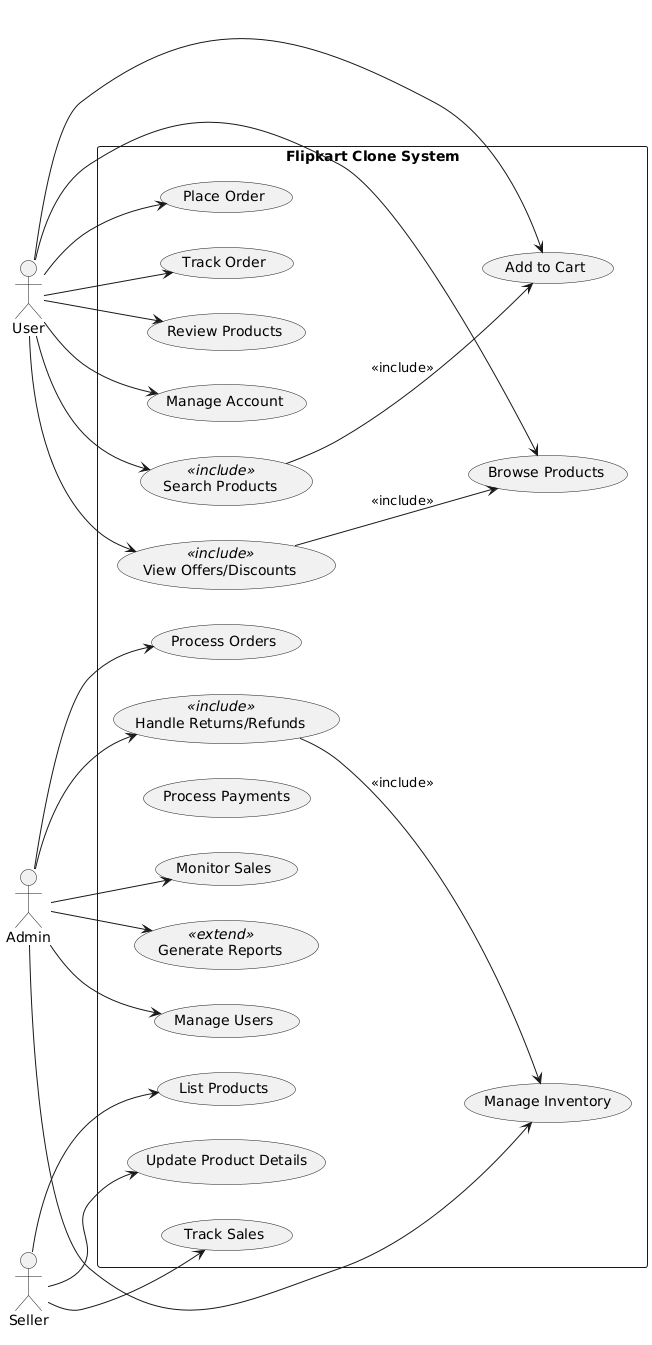 Flipkart Clone System
Place Order
Track Order
Add to Cart
User
Review Products
«include»
Manage Account
«include»
Search Products
Browse Products
«include»
«include»
View Offers/Discounts
Process Orders
«include»
Handle Returns/Refunds
«include»
Process Payments
Monitor Sales
Admin
«extend»
Generate Reports
Manage Users
List Products
Manage Inventory
Update Product Details
Track Sales
Seller